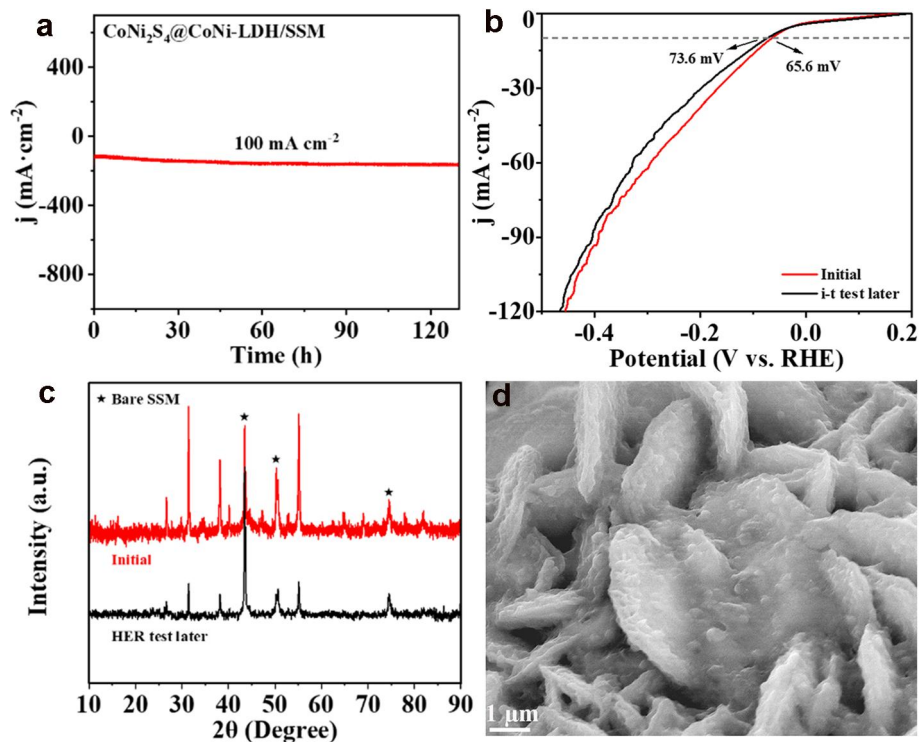 a
CoNi₂S₄@CoNi-LDH/SSM
100 mA cm⁻²
400
0
-400
-800
j (mA·cm⁻²)
0 30 60 90 120
Time (h)
b
73.6 mV
65.6 mV
Initial
i-t test later
0
-30
-60
-90
-120
j (mA·cm⁻²)
-0.4 -0.2 0.0 0.2
Potential (V vs. RHE)
c
★ Bare SSM
Initial
HER test later
Intensity (a.u.)
10 20 30 40 50 60 70 80 90
2θ (Degree)
d
1 μm